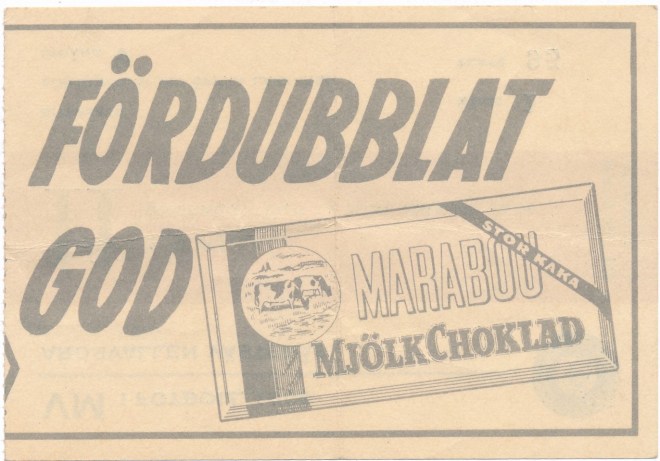 FÖRDUBBLAT
GOD
STOR KAKA
MARABOU
MJÖLKCHOKLAD